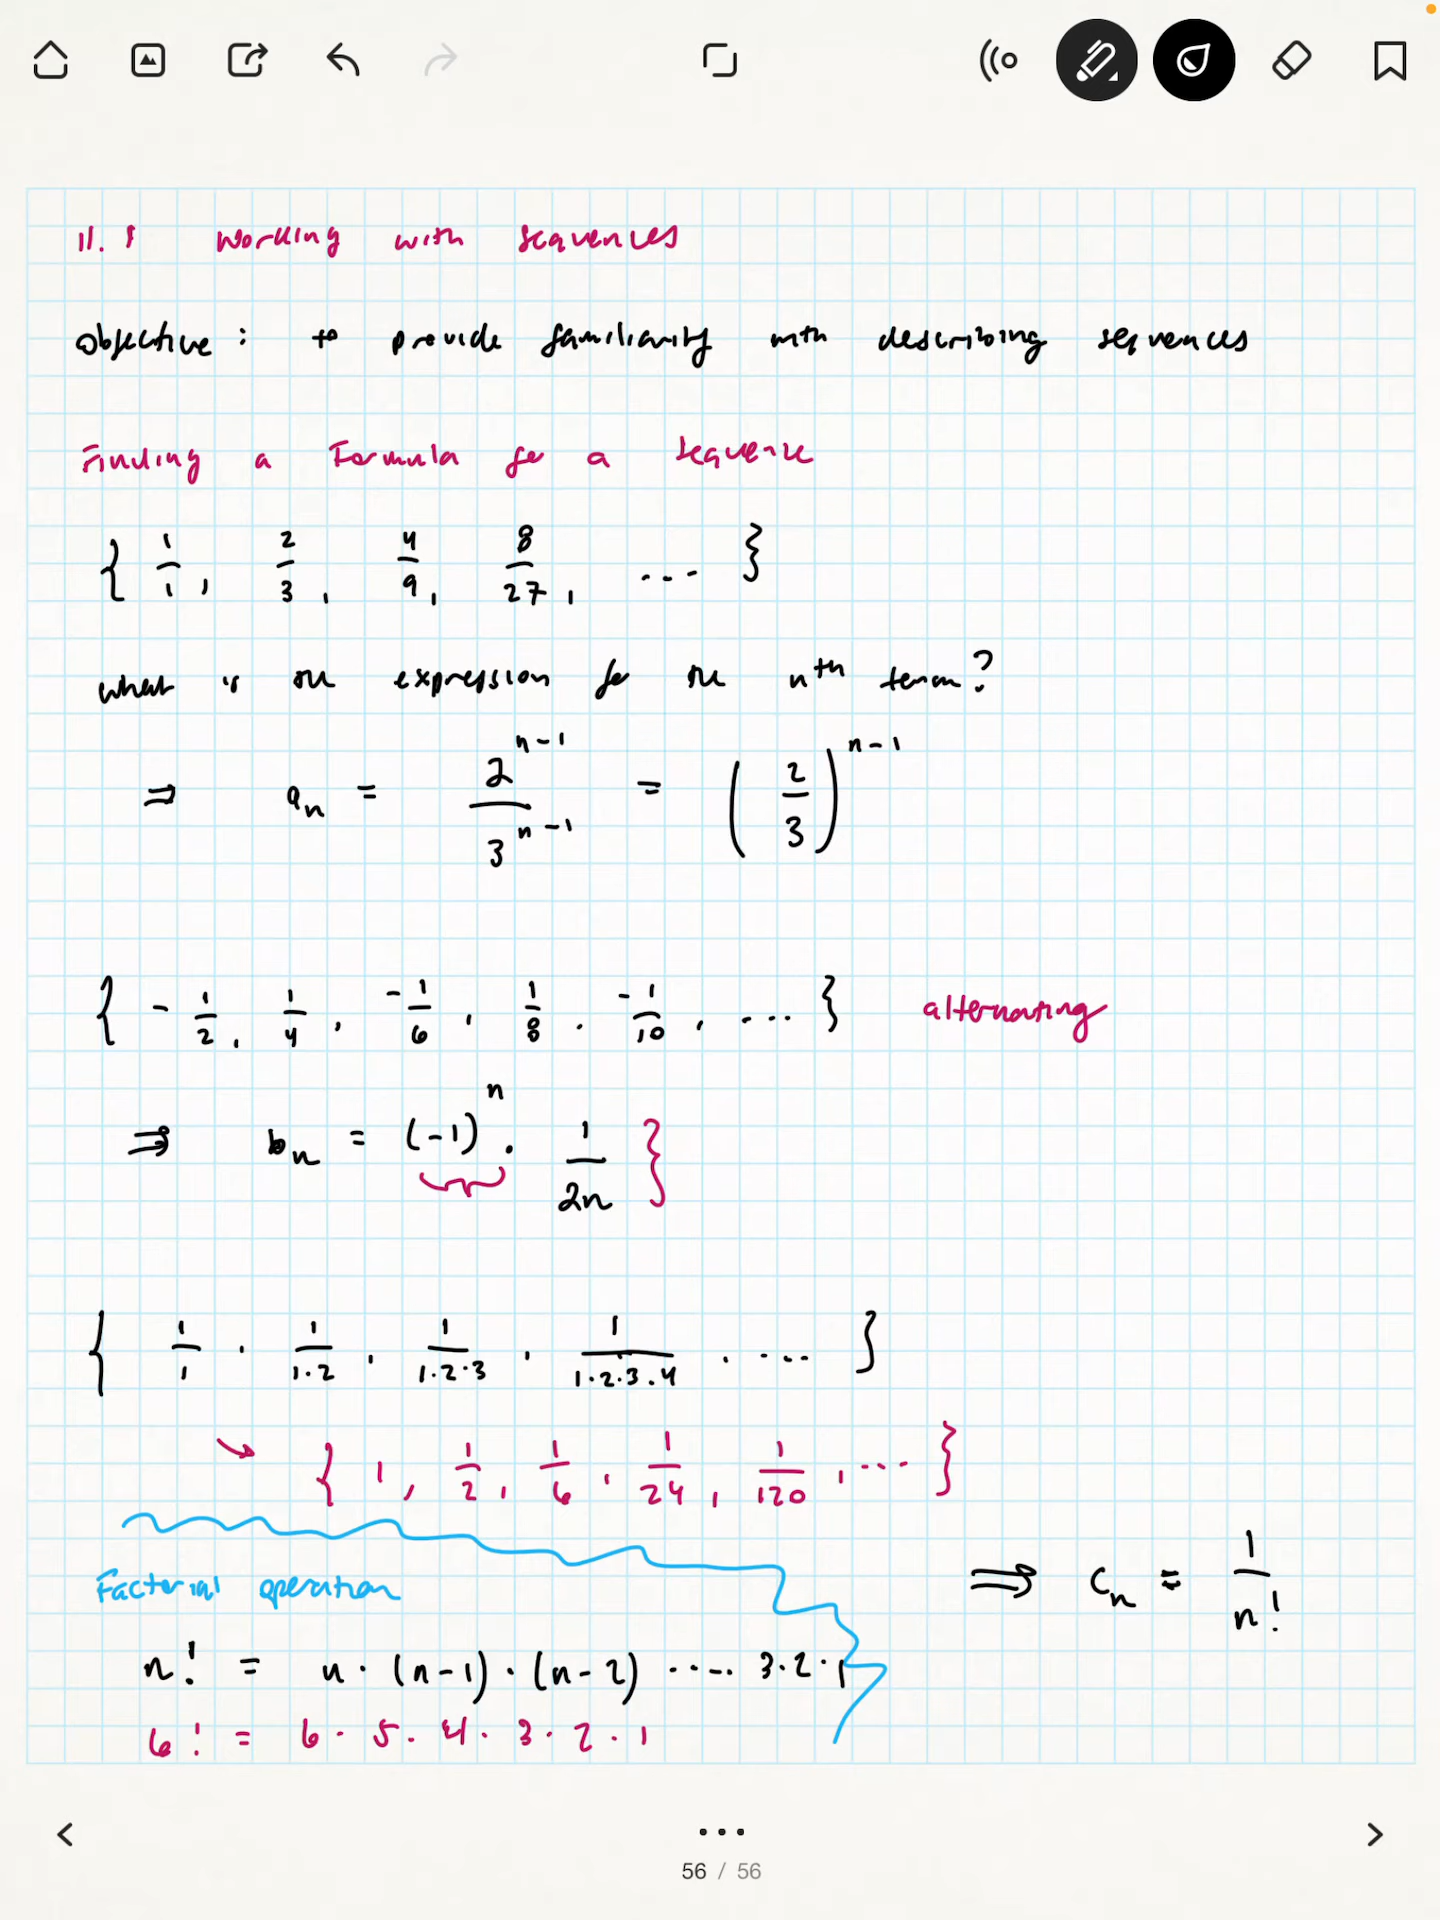 11.1 Working with Sequences
Objective: to provide familiarity with describing sequences
Finding a Formula for a Sequence
{ 1/1, 2/3, 4/9, 8/27, ... }
what is the expression for the nth term?
⇒ aₙ = 2^(n-1) / 3^(n-1) = (2/3)^(n-1)
{ -1/2, 1/4, -1/6, 1/8, -1/10, ... } alternating
⇒ bₙ = (-1)^n · 1/2n }
{ 1/1, 1/1·2, 1/1·2·3, 1/1·2·3·4, .... }
↘ { 1, 1/2, 1/6, 1/24, 1/120, ... }
Factorial operation
⇒ Cₙ = 1/n!
n! = n·(n-1)·(n-2) ···· 3·2·1
6! = 6·5·4·3·2·1
56 / 56